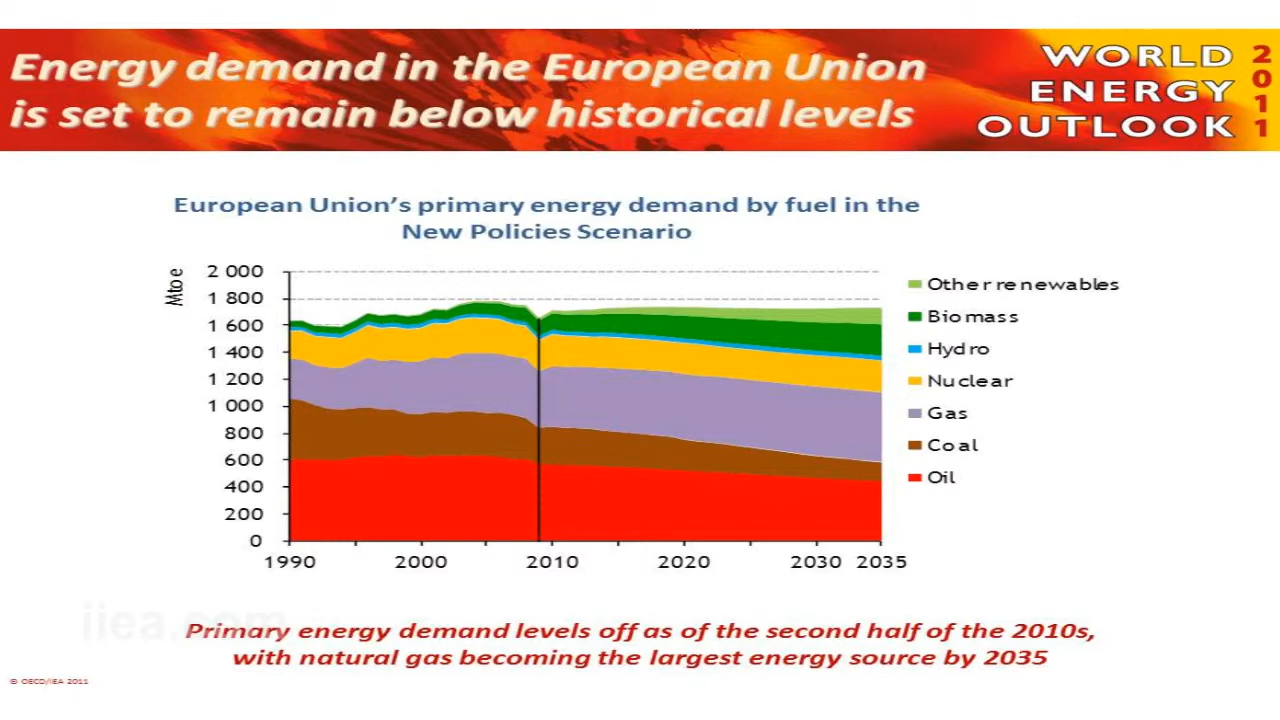 Energy demand in the European Union
is set to remain below historical levels
WORLD
ENERGY
OUTLOOK
2011
European Union's primary energy demand by fuel in the
New Policies Scenario
Mtoe
2 000
1 800
1 600
1 400
1 200
1 000
800
600
400
200
0
1990
2000
2010
2020
2030
2035
Other renewables
Biomass
Hydro
Nuclear
Gas
Coal
Oil
iiea.com
Primary energy demand levels off as of the second half of the 2010s,
with natural gas becoming the largest energy source by 2035
© OECD/IEA 2011